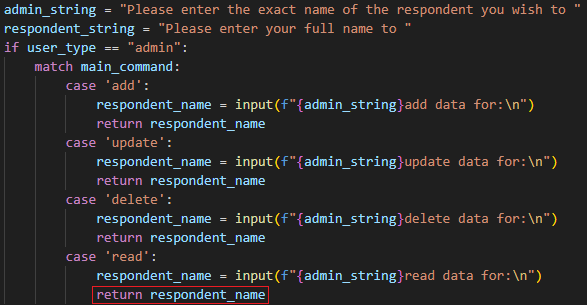 admin_string = "Please enter the exact name of the respondent you wish to "
respondent_string = "Please enter your full name to "
if user_type == "admin":
    match main_command:
        case 'add':
            respondent_name = input(f"{admin_string}add data for:\n")
            return respondent_name
        case 'update':
            respondent_name = input(f"{admin_string}update data for:\n")
            return respondent_name
        case 'delete':
            respondent_name = input(f"{admin_string}delete data for:\n")
            return respondent_name
        case 'read':
            respondent_name = input(f"{admin_string}read data for:\n")
            return respondent_name